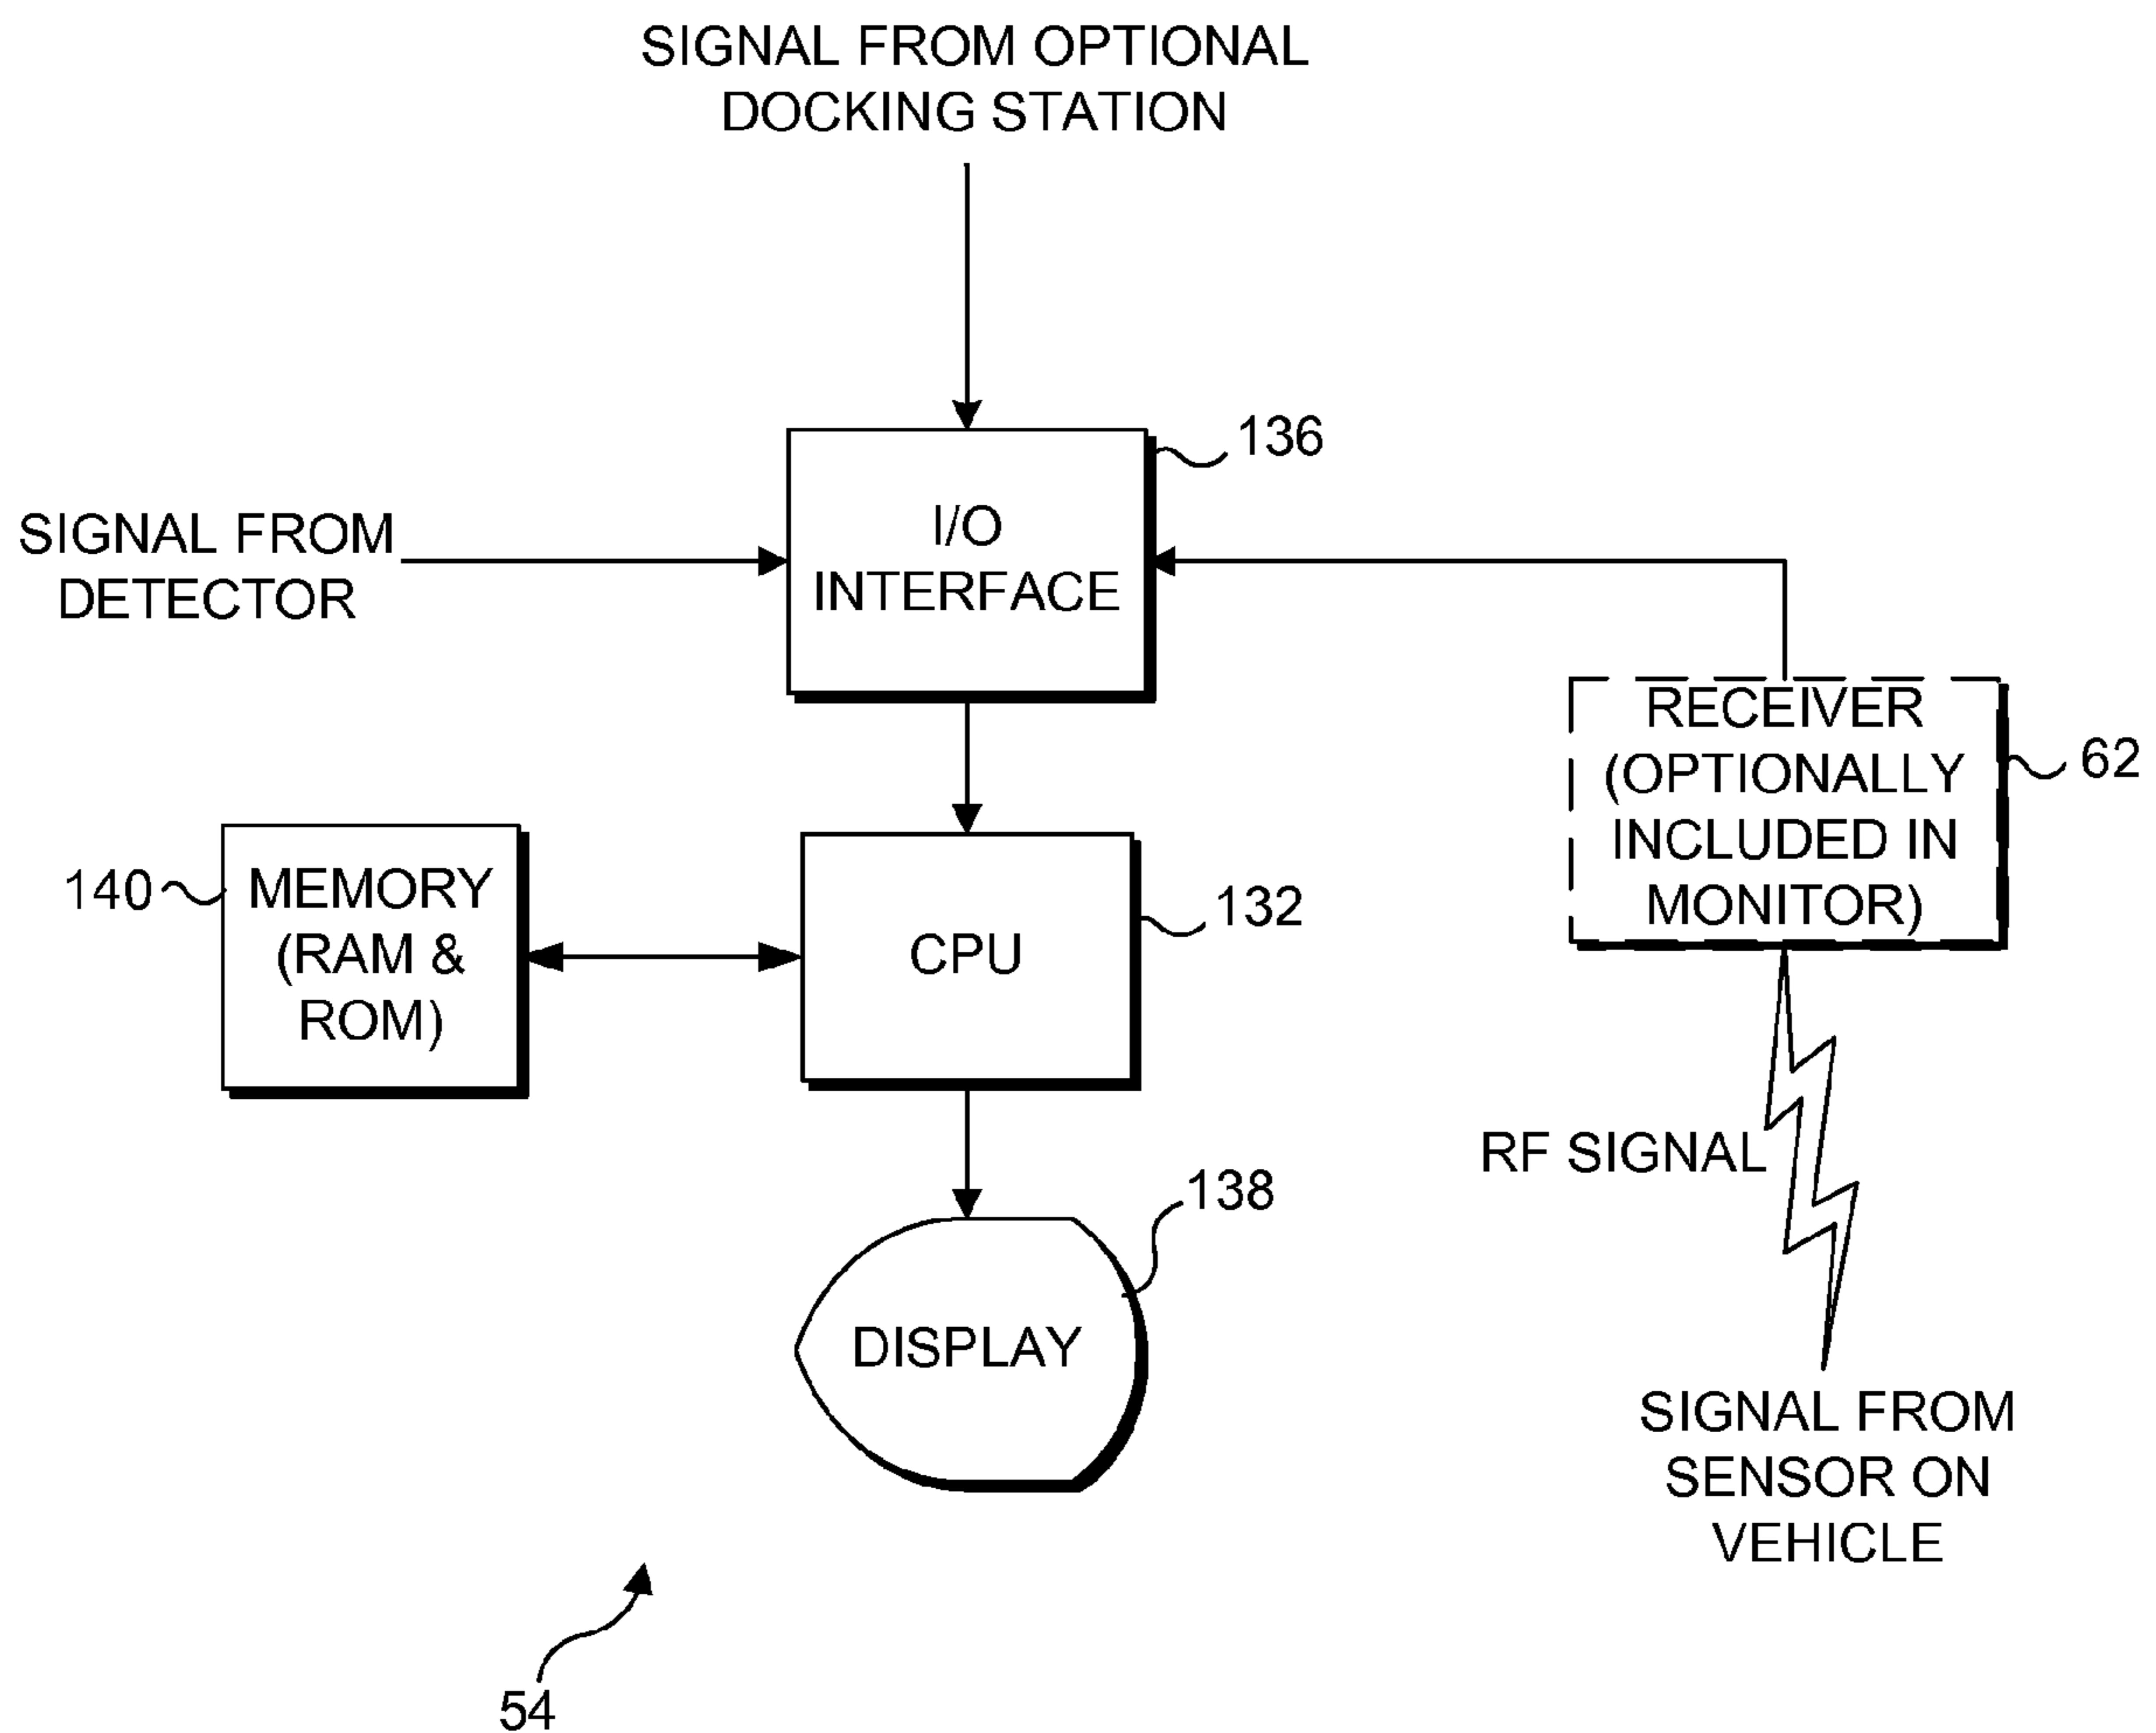 SIGNAL FROM OPTIONAL
DOCKING STATION
136
I/O
INTERFACE
SIGNAL FROM
DETECTOR
RECEIVER
(OPTIONALLY
INCLUDED IN
MONITOR)
62
140
MEMORY
(RAM &
ROM)
CPU
132
RF SIGNAL
138
DISPLAY
SIGNAL FROM
SENSOR ON
VEHICLE
54